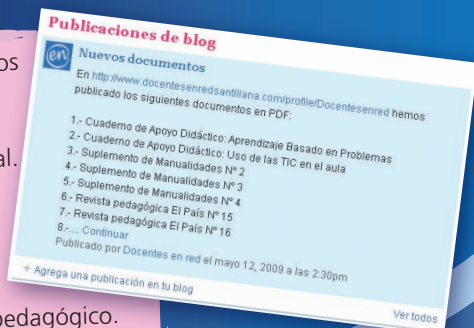 os
al.
pedagógico.
Publicaciones de blog
en
Nuevos documentos
En http://www.docentesenredsantillana.com/profile/Docentesenred hemos
publicado los siguientes documentos en PDF:
1.- Cuaderno de Apoyo Didáctico: Aprendizaje Basado en Problemas
2.- Cuaderno de Apoyo Didáctico: Uso de las TIC en el aula
3.- Suplemento de Manualidades Nº 2
4.- Suplemento de Manualidades Nº 3
5.- Suplemento de Manualidades Nº 4
6.- Revista pedagógica El País Nº 15
7.- Revista pedagógica El País Nº 16
8.-... Continuar
Publicado por Docentes en red el mayo 12, 2009 a las 2:30pm
+ Agrega una publicación en tu blog
Ver todos